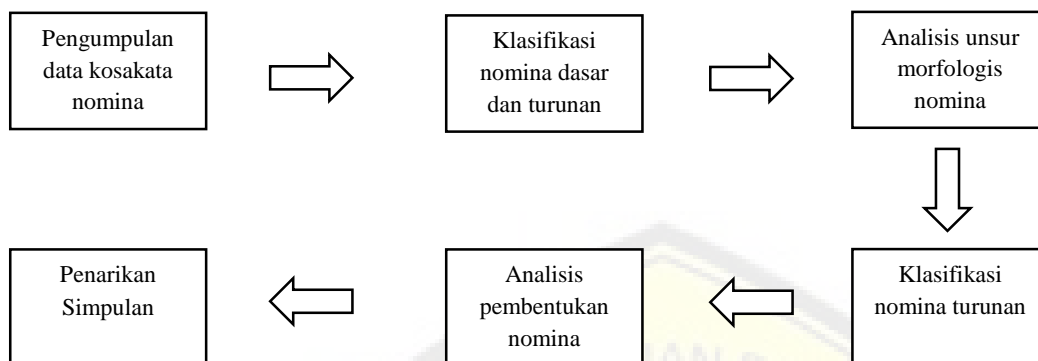 Pengumpulan
data kosakata
nomina
Klasifikasi
nomina dasar
dan turunan
Analisis unsur
morfologis
nomina
Klasifikasi
nomina turunan
Analisis
pembentukan
nomina
Penarikan
Simpulan